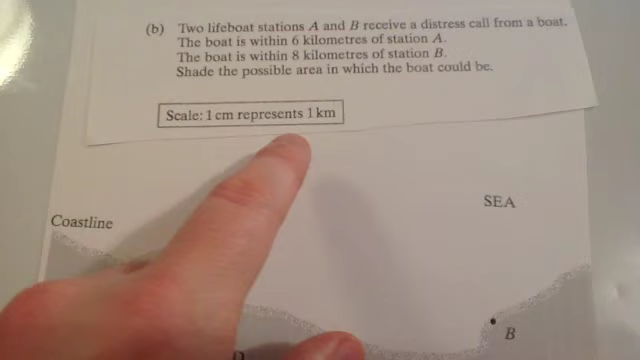 (b) Two lifeboat stations A and B receive a distress call from a boat.
The boat is within 6 kilometres of station A.
The boat is within 8 kilometres of station B.
Shade the possible area in which the boat could be.
Scale: 1 cm represents 1 km
SEA
Coastline
B